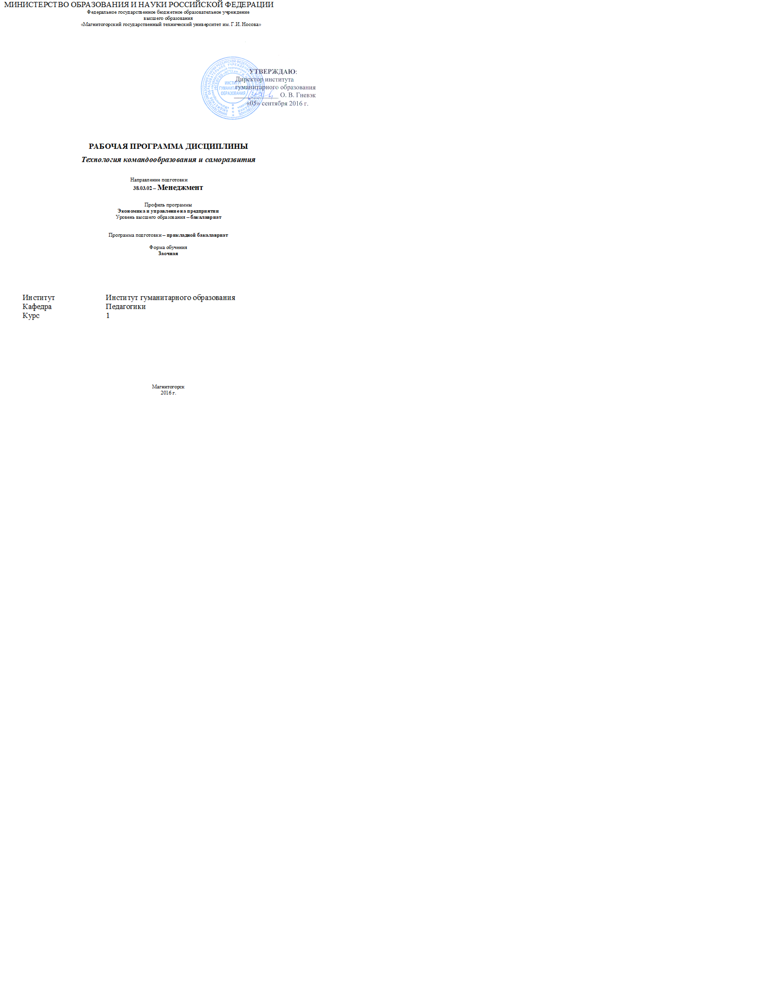 МИНИСТЕРСТВО ОБРАЗОВАНИЯ И НАУКИ РОССИЙСКОЙ ФЕДЕРАЦИИ
Федеральное государственное бюджетное образовательное учреждение
высшего образования
«Магнитогорский государственный технический университет им. Г.И. Носова»
УТВЕРЖДАЮ:
Директор института
гуманитарного образования
О. В. Гневэк
«05» сентября 2016 г.
ИНСТИТУТ
ГУМАНИТАРНОГО
ОБРАЗОВАНИЯ
РАБОЧАЯ ПРОГРАММА ДИСЦИПЛИНЫ
Технология командообразования и саморазвития
Направление подготовки
38.03.02 – Менеджмент
Профиль программы
Экономика и управление на предприятии
Уровень высшего образования – бакалавриат
Программа подготовки – прикладной бакалавриат
Форма обучения
Заочная
Институт Институт гуманитарного образования
Кафедра Педагогики
Курс 1
Магнитогорск
2016 г.